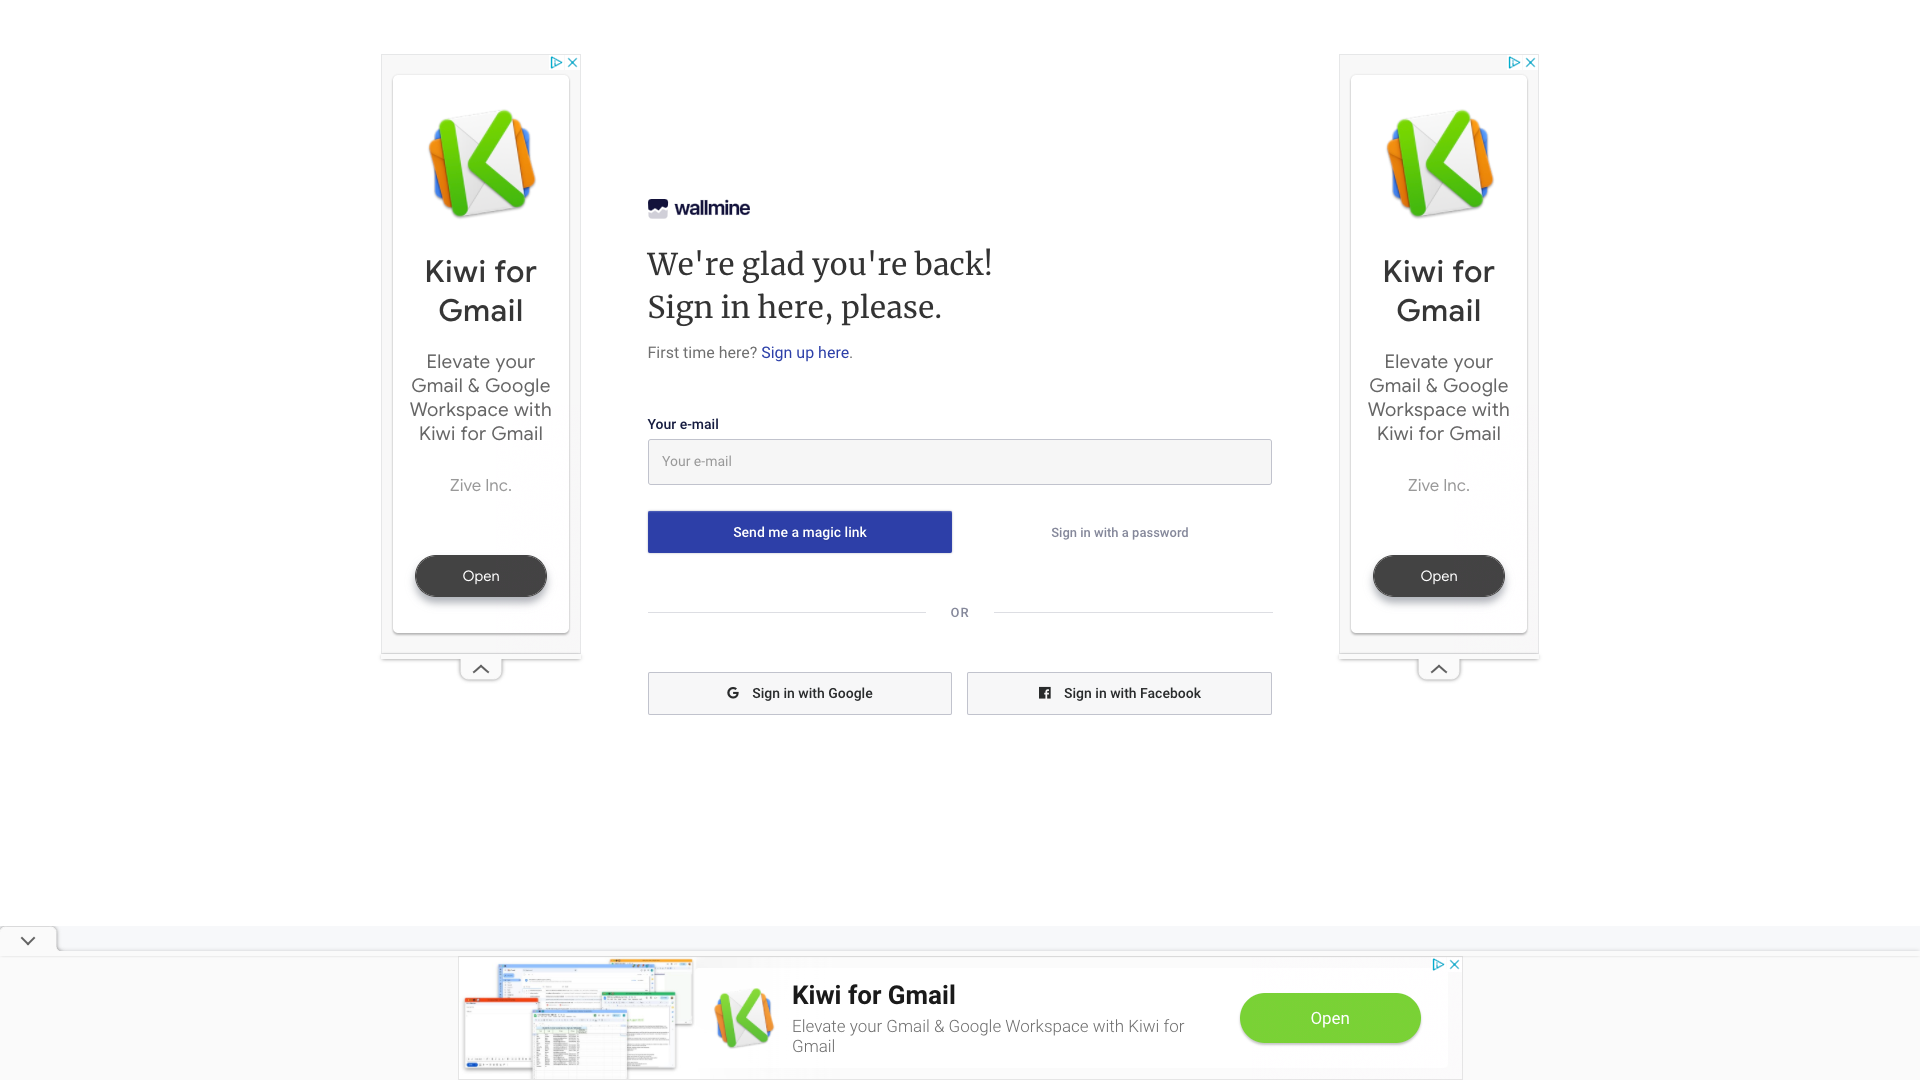 Kiwi for
Gmail
Elevate your
Gmail & Google
Workspace with
Kiwi for Gmail
Zive Inc.
Open
wallmine
We're glad you're back!
Sign in here, please.
First time here? Sign up here.
Your e-mail
Your e-mail
Send me a magic link
Sign in with a password
OR
Sign in with Google
Sign in with Facebook
Kiwi for
Gmail
Elevate your
Gmail & Google
Workspace with
Kiwi for Gmail
Zive Inc.
Open
Kiwi for Gmail
Elevate your Gmail & Google Workspace with Kiwi for
Gmail
Open